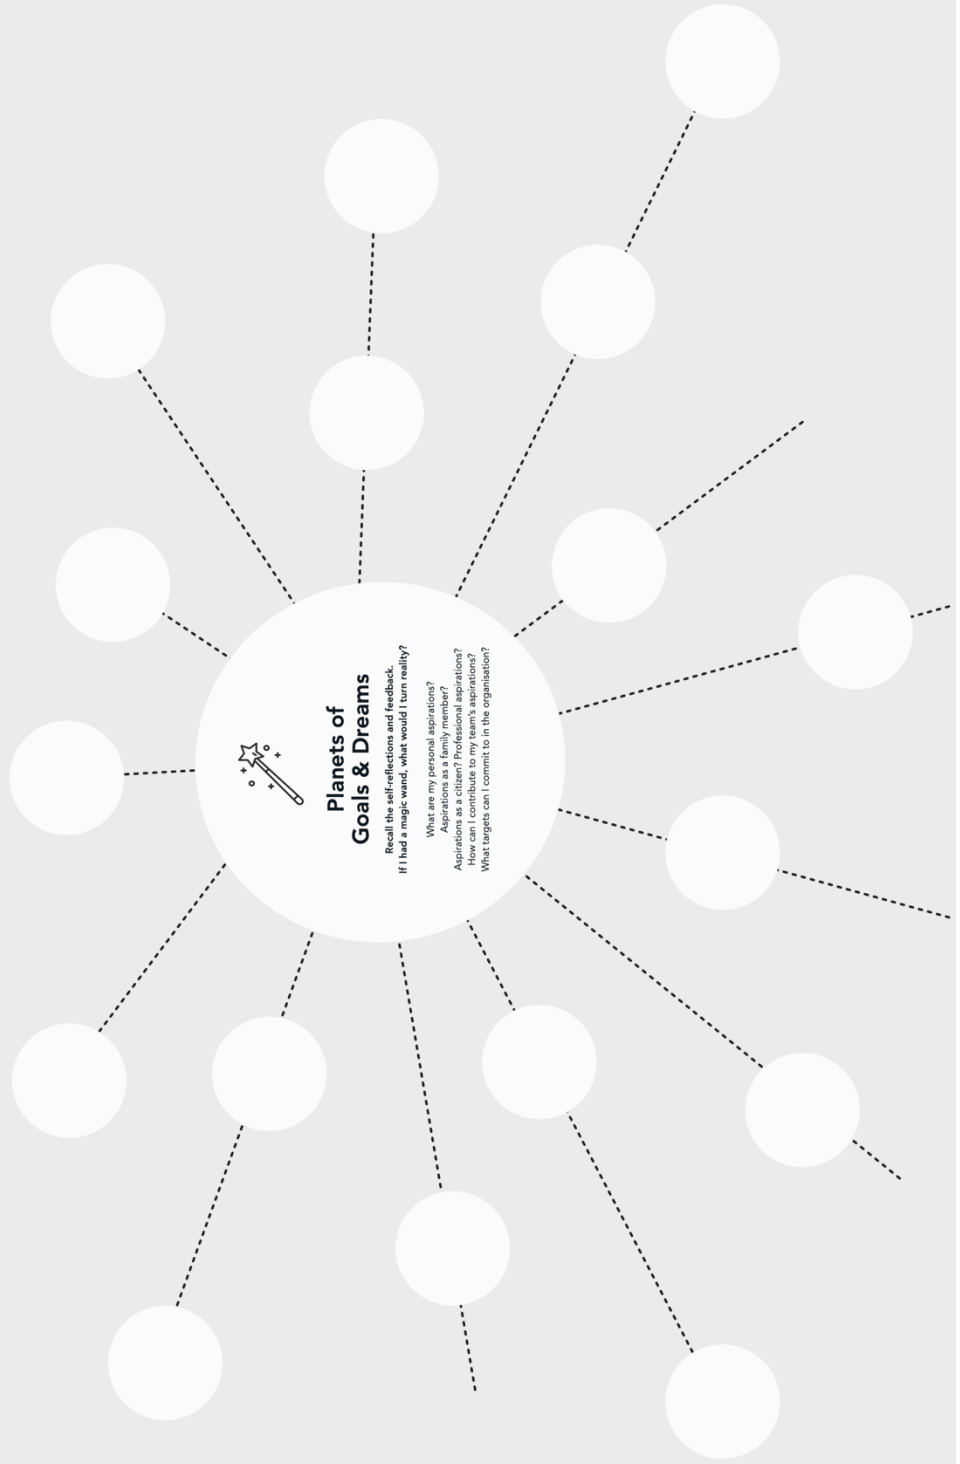 Planets of
Goals & Dreams
Recall the self-reflections and feedback.
If I had a magic wand, what would I turn reality?
What are my personal aspirations?
Aspirations as a family member?
Aspirations as a citizen? Professional aspirations?
How can I contribute to my team's aspirations?
What targets can I commit to in the organisation?